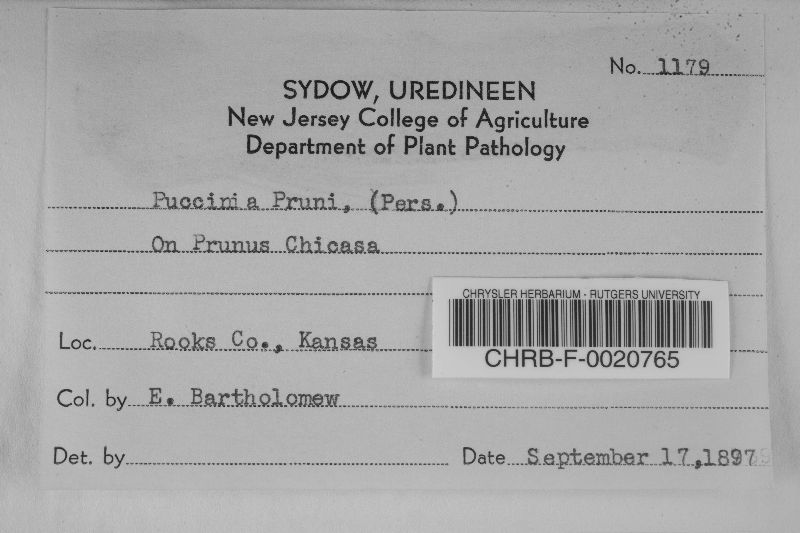 No. 1179
SYDOW, UREDINEEN
New Jersey College of Agriculture
Department of Plant Pathology
Puccinia Pruni, (Pers.)
On Prunus Chicasa
CHRYSLER HERBARIUM - RUTGERS UNIVERSITY
CHRB-F-0020765
Loc. Rooks Co., Kansas
Col. by E. Bartholomew
Det. by
Date September 17,1897